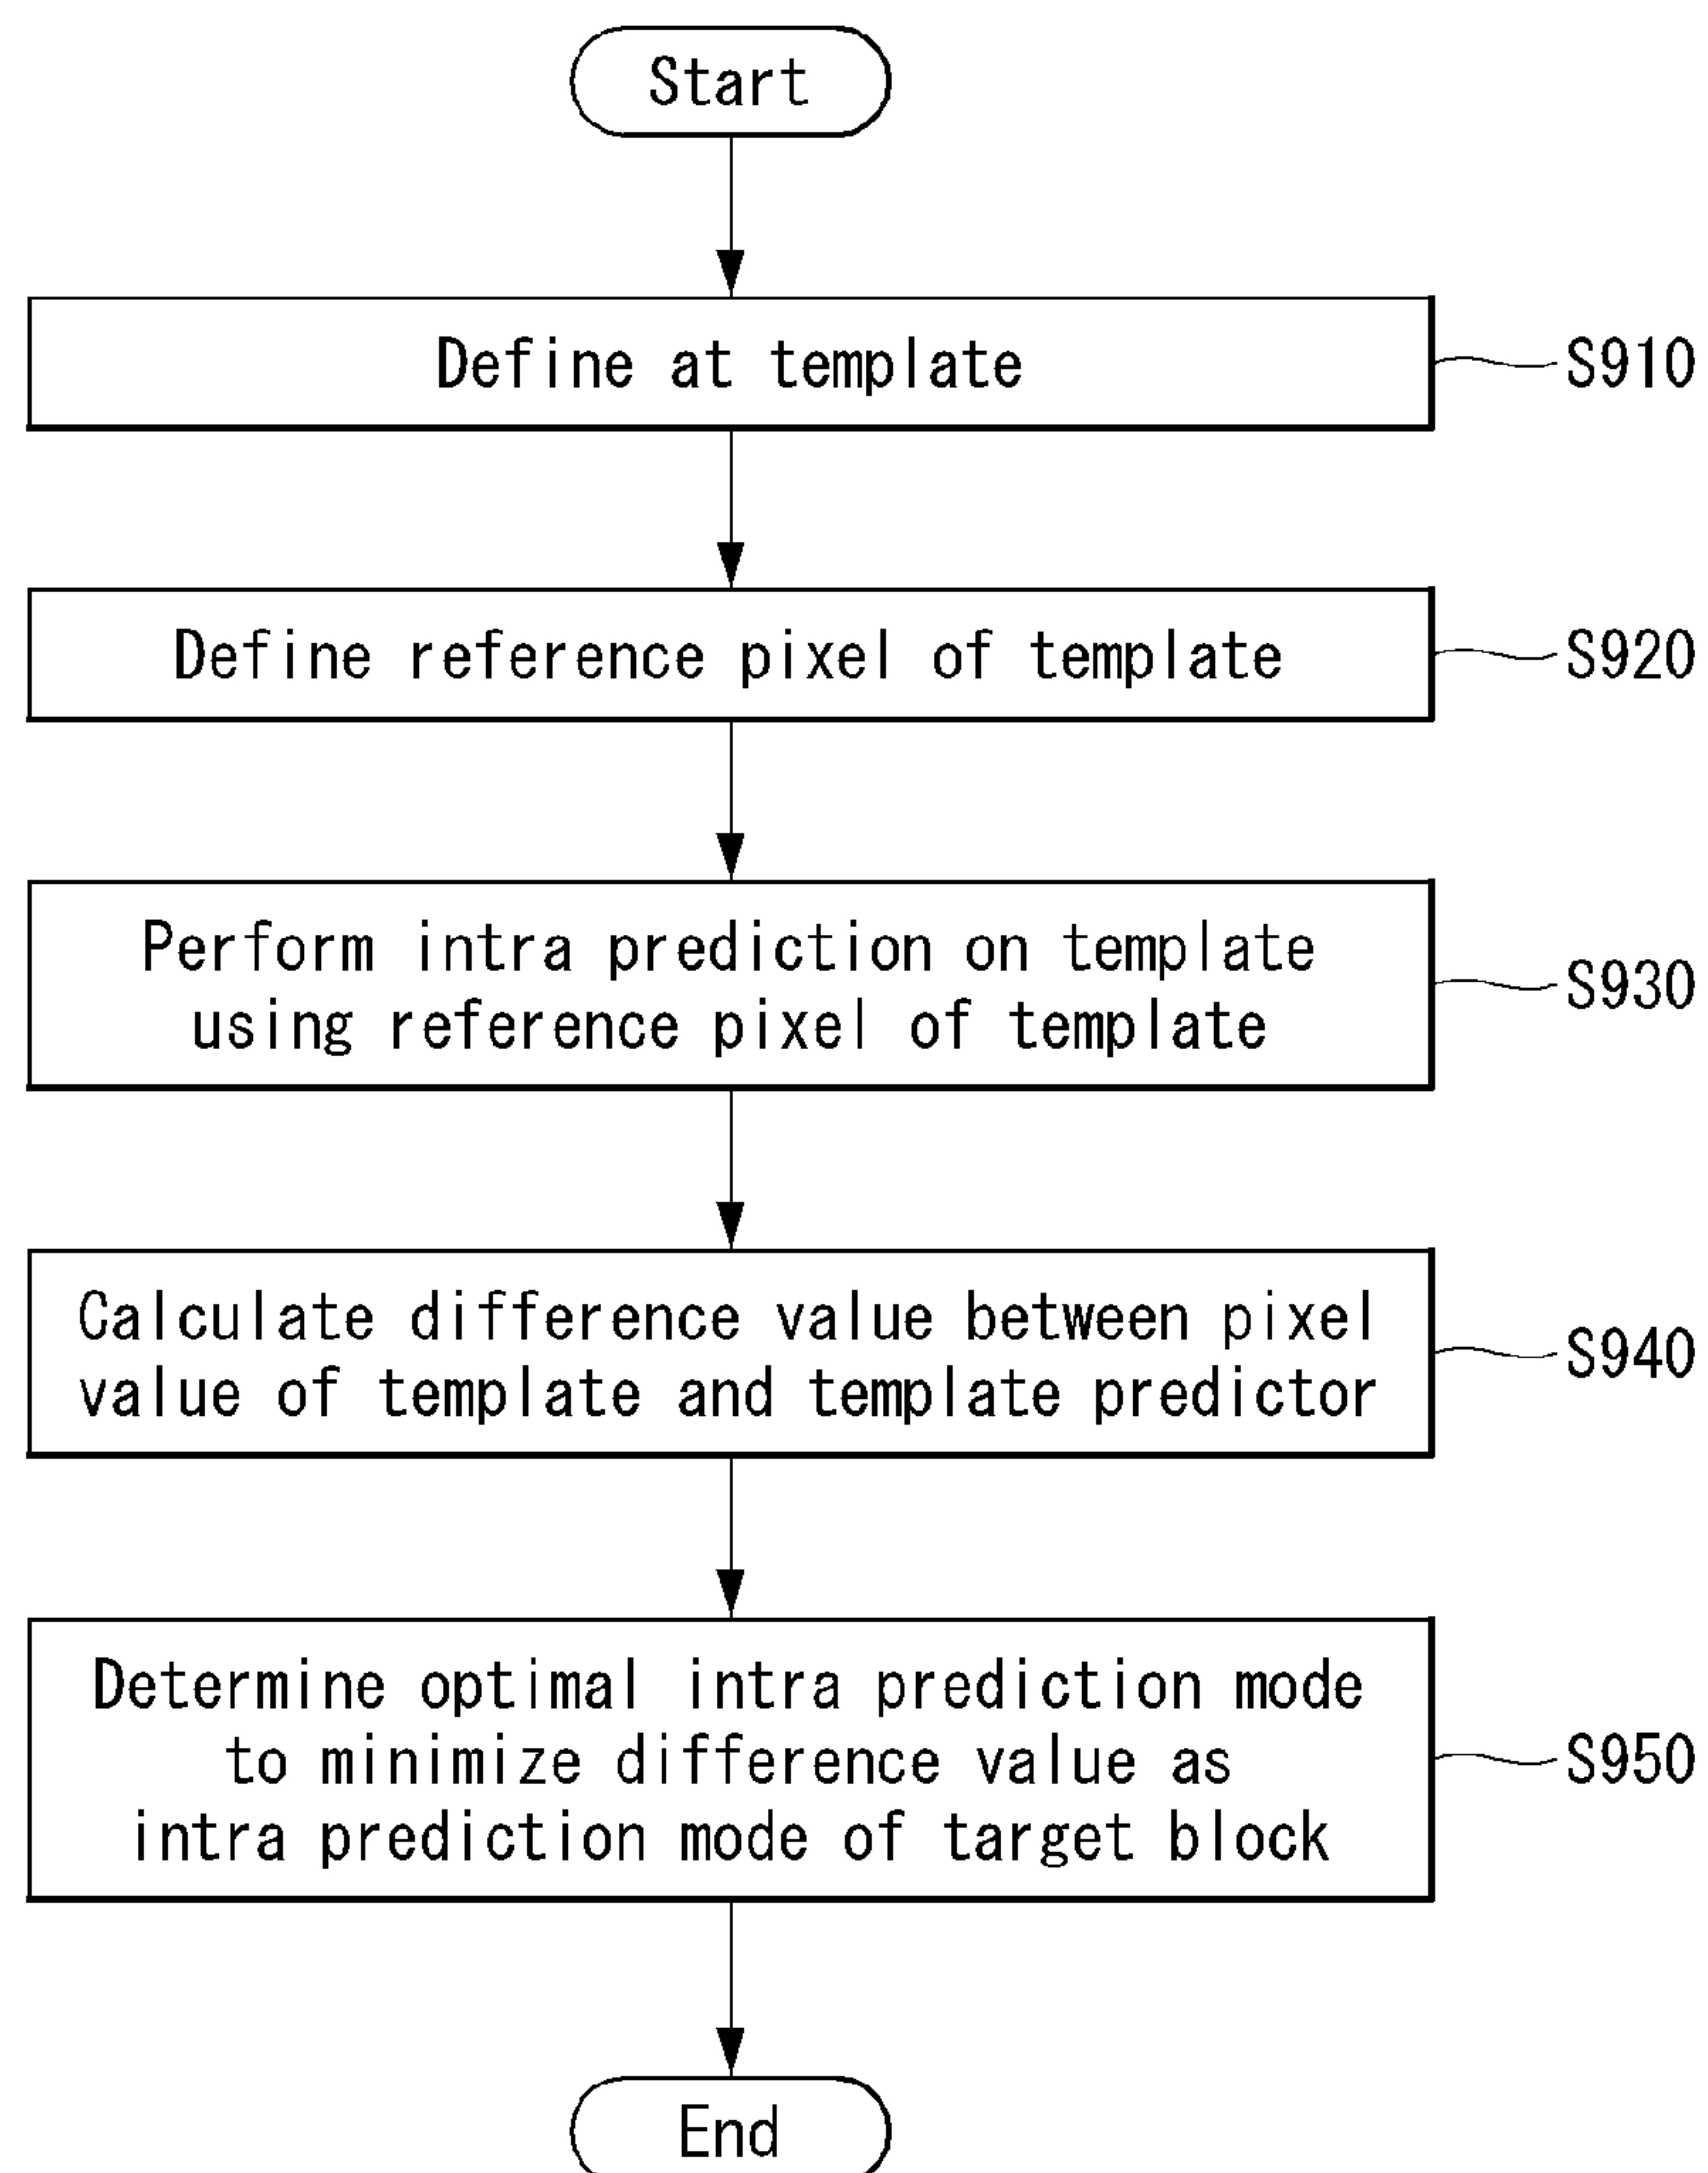 Start
Define at template
S910
Define reference pixel of template
S920
Perform intra prediction on template
using reference pixel of template
S930
Calculate difference value between pixel
value of template and template predictor
S940
Determine optimal intra prediction mode
to minimize difference value as
intra prediction mode of target block
S950
End